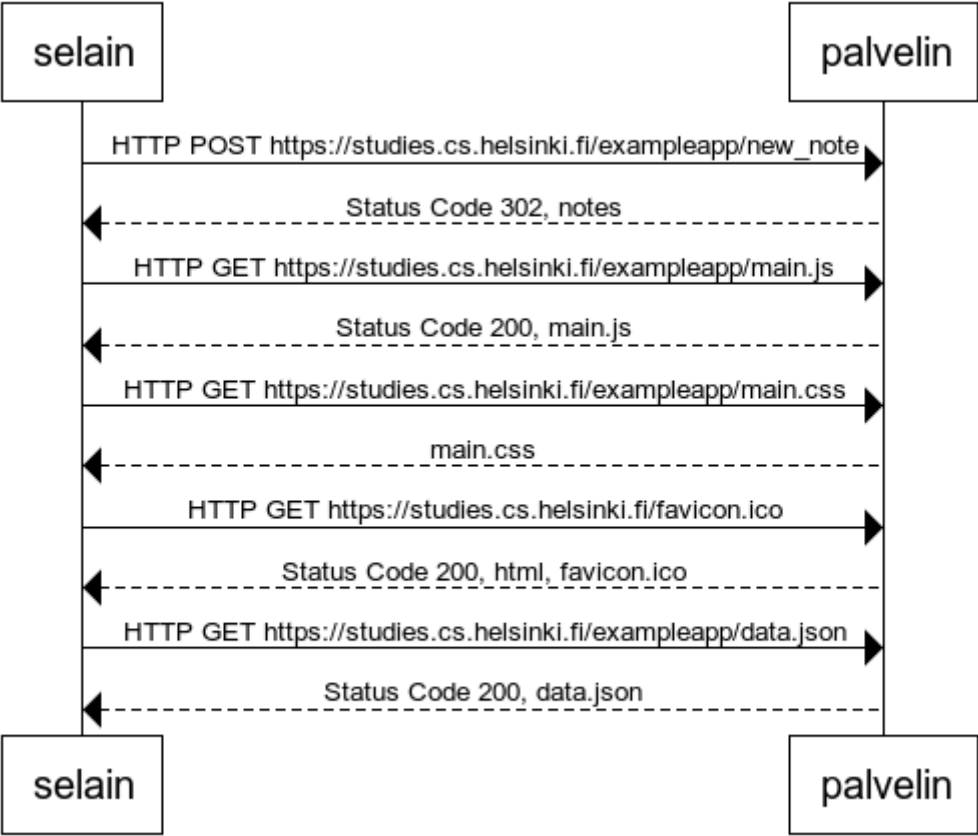 selain palvelin
HTTP POST https://studies.cs.helsinki.fi/exampleapp/new_note
Status Code 302, notes
HTTP GET https://studies.cs.helsinki.fi/exampleapp/main.js
Status Code 200, main.js
HTTP GET https://studies.cs.helsinki.fi/exampleapp/main.css
main.css
HTTP GET https://studies.cs.helsinki.fi/favicon.ico
Status Code 200, html, favicon.ico
HTTP GET https://studies.cs.helsinki.fi/exampleapp/data.json
Status Code 200, data.json
selain palvelin